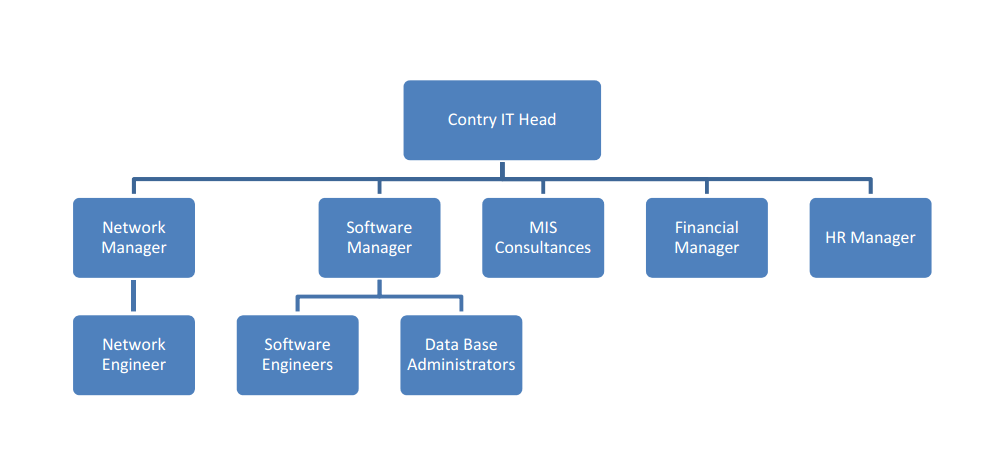 Contry IT Head
Network
Manager
Software
Manager
MIS
Consultances
Financial
Manager
HR Manager
Network
Engineer
Software
Engineers
Data Base
Administrators